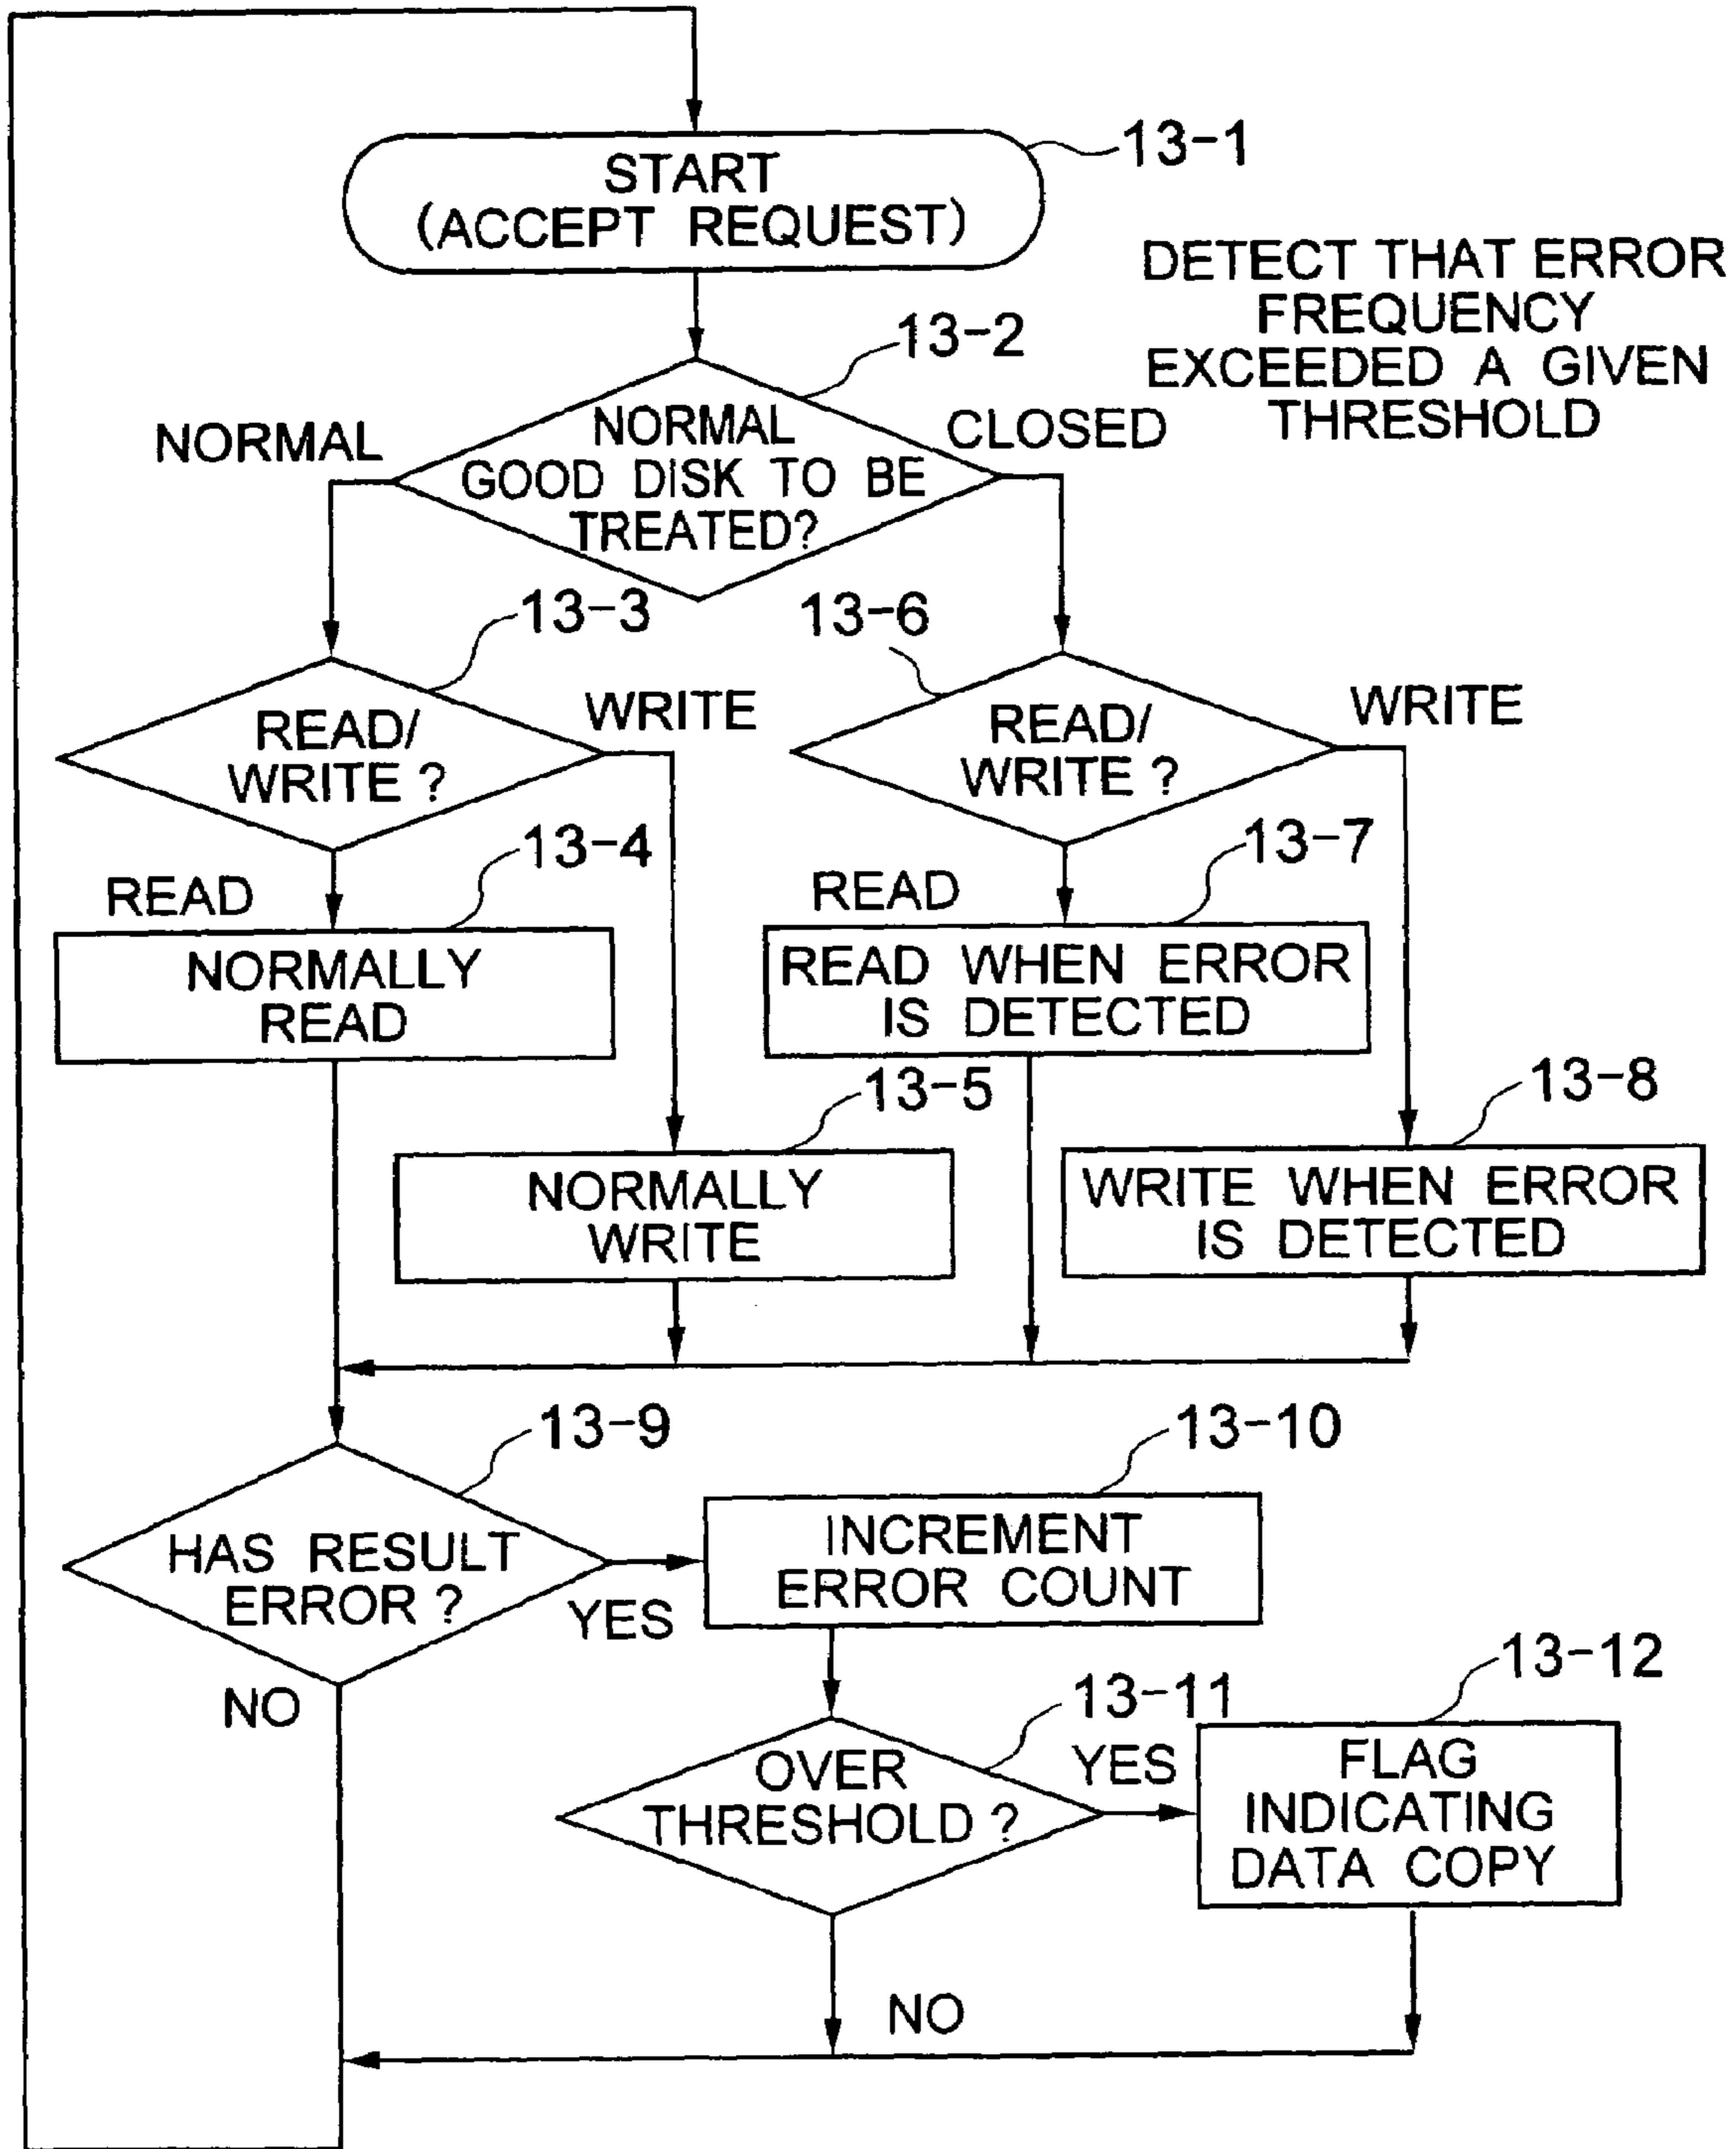 13-1
START
(ACCEPT REQUEST)
DETECT THAT ERROR
FREQUENCY
EXCEEDED A GIVEN
THRESHOLD
13-2
NORMAL
CLOSED
NORMAL
GOOD DISK TO BE
TREATED?
13-3
13-6
READ/
WRITE ?
WRITE
READ/
WRITE ?
WRITE
13-4
READ
NORMALLY
READ
13-7
READ
READ WHEN ERROR
IS DETECTED
13-5
NORMALLY
WRITE
13-8
WRITE WHEN ERROR
IS DETECTED
13-9
HAS RESULT
ERROR ?
YES
NO
13-10
INCREMENT
ERROR COUNT
13-11
OVER
THRESHOLD ?
YES
NO
13-12
FLAG
INDICATING
DATA COPY